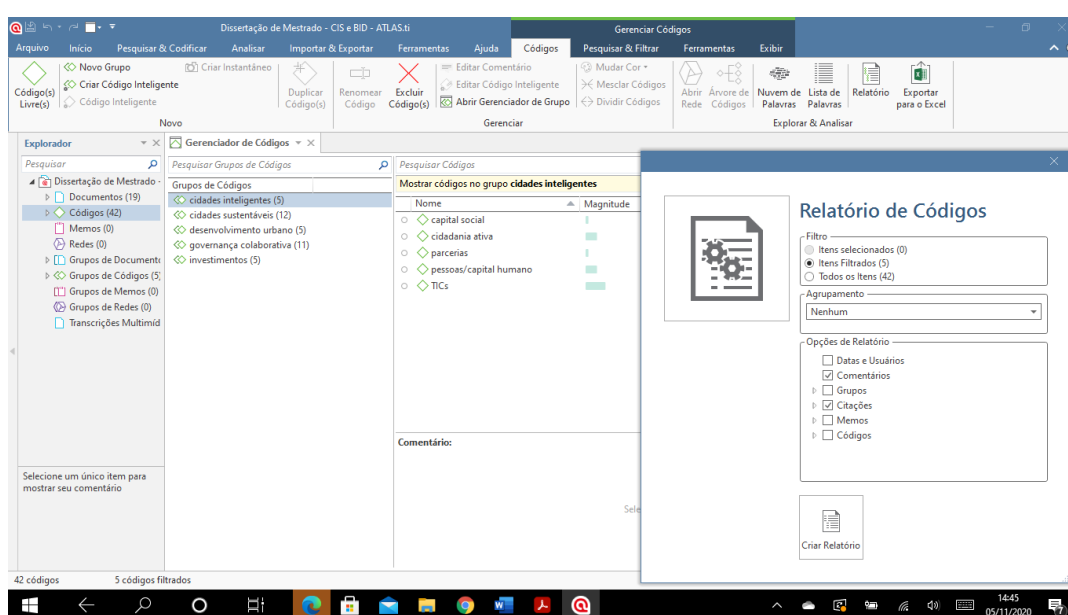 Dissertação de Mestrado - CIS e BID - ATLAS.ti
Gerenciar Códigos
Arquivo Início Pesquisar & Codificar Analisar Importar & Exportar Ferramentas Ajuda Códigos Pesquisar & Filtrar Ferramentas Exibir
Código(s) Livre(s)
Novo Grupo
Criar Código Inteligente
Código Inteligente
Criar Instantâneo
Novo
Duplicar Código(s)
Renomear Código
Excluir Código(s)
Editar Comentário
Editar Código Inteligente
Abrir Gerenciador de Grupo
Gerenciar
Mudar Cor
Mesclar Códigos
Dividir Códigos
Abrir Rede
Árvore de Códigos
Nuvem de Palavras
Lista de Palavras
Relatório
Exportar para o Excel
Explorar & Analisar
Explorador
Pesquisar
Dissertação de Mestrado -
Documentos (19)
Códigos (42)
Memos (0)
Redes (0)
Grupos de Documento
Grupos de Códigos (5)
Grupos de Memos (0)
Grupos de Redes (0)
Transcrições Multimíd
Selecione um único item para
mostrar seu comentário
Gerenciador de Códigos
Pesquisar Grupos de Códigos
Grupos de Códigos
cidades inteligentes (5)
cidades sustentáveis (12)
desenvolvimento urbano (5)
governança colaborativa (11)
investimentos (5)
Pesquisar Códigos
Mostrar códigos no grupo cidades inteligentes
Nome Magnitude
capital social
cidadania ativa
parcerias
pessoas/capital humano
TICs
Comentário:
Sele
Relatório de Códigos
Filtro
Itens selecionados (0)
Itens Filtrados (5)
Todos os Itens (42)
Agrupamento
Nenhum
Opções de Relatório
Datas e Usuários
Comentários
Grupos
Citações
Memos
Códigos
Criar Relatório
42 códigos 5 códigos filtrados
14:45
05/11/2020